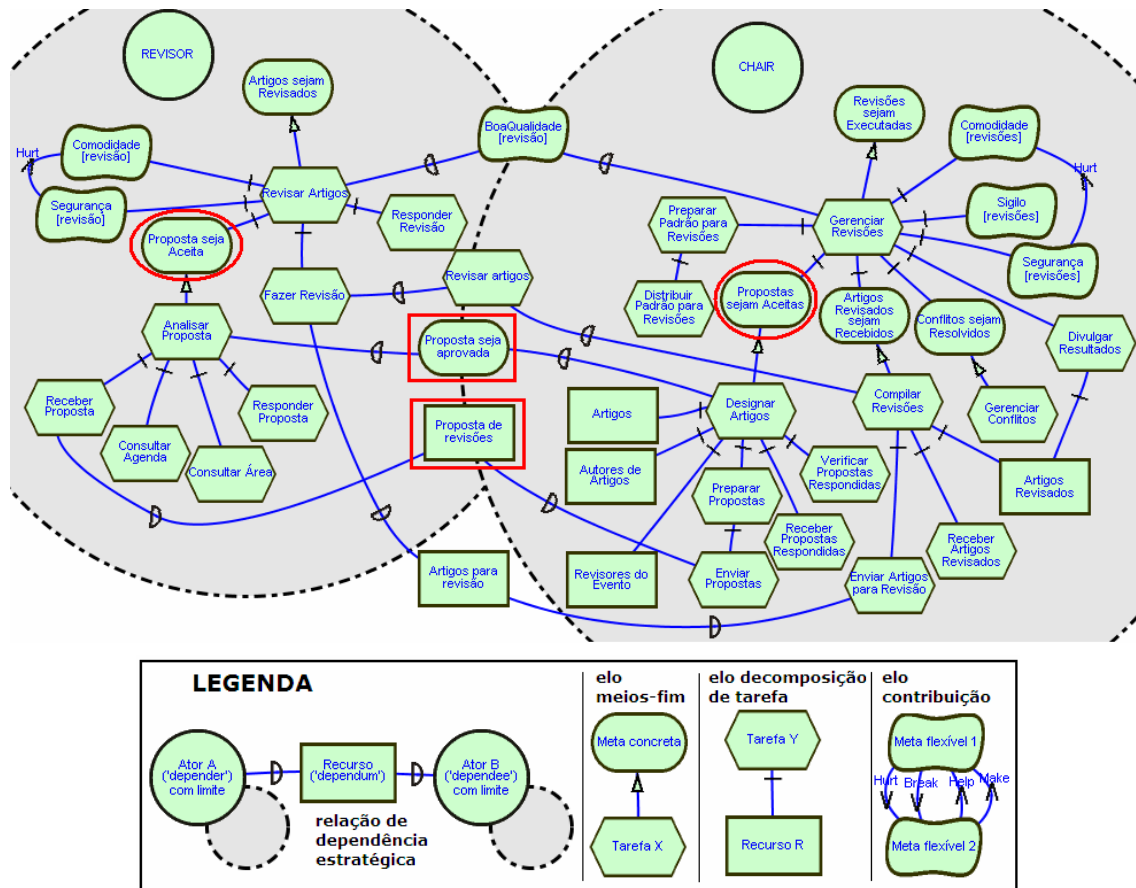 REVISOR
CHAIR
Artigos sejam
Revisados
BoaQualidade
[revisão]
Revisões
sejam
Executadas
Comodidade
[revisão]
Comodidade
[revisões]
Hurt
Hurt
Revisar Artigos
Segurança
[revisão]
Responder
Revisão
Preparar
Padrão para
Revisões
Gerenciar
Revisões
Sigilo
[revisões]
Proposta seja
Aceita
Segurança
[revisões]
Revisar artigos
Fazer Revisão
Distribuir
Padrão para
Revisões
Propostas
sejam Aceitas
Artigos
Revisados
sejam
Recebidos
Conflitos sejam
Resolvidos
Divulgar
Resultados
Analisar
Proposta
Proposta seja
aprovada
Receber
Proposta
Responder
Proposta
Consultar
Agenda
Consultar Área
Proposta de
revisões
Artigos
Designar
Artigos
Compilar
Revisões
Gerenciar
Conflitos
Autores de
Artigos
Verificar
Propostas
Respondidas
Artigos
Revisados
Preparar
Propostas
Receber
Propostas
Respondidas
Receber
Artigos
Revisados
Artigos para
revisão
Revisores do
Evento
Enviar
Propostas
Enviar Artigos
para Revisão
LEGENDA
Ator A
('depender')
com limite
Recurso
('dependum')
Ator B
('dependee')
com limite
relação de
dependência
estratégica
elo
meios-fim
Meta concreta
Tarefa X
elo decomposição
de tarefa
Tarefa Y
Recurso R
elo
contribuição
Meta flexível 1
Hurt
Break
Help
Make
Meta flexível 2